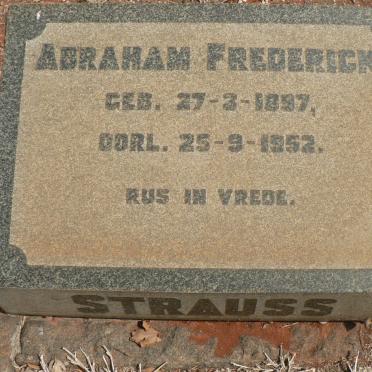 ABRAHAM FREDERICK
GEB. 27-3-1897,
OORL. 25-9-1952.
RUS IN VREDE.
STRAUSS